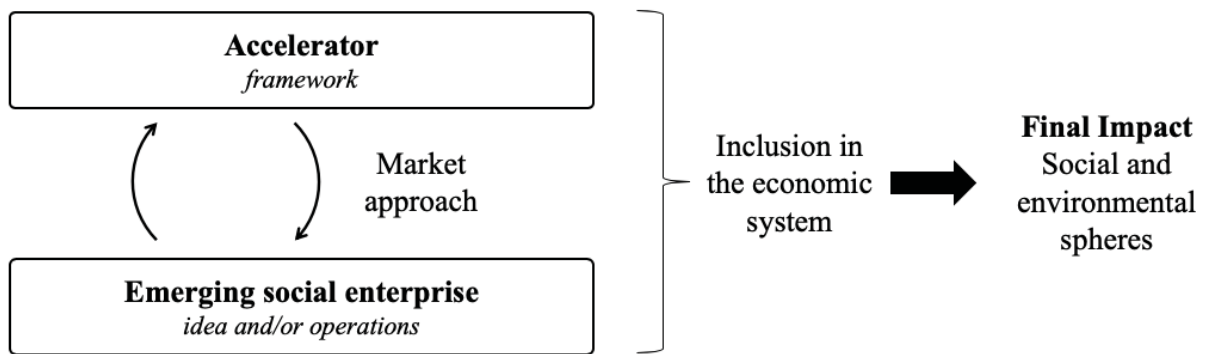 Accelerator
framework
Market
approach
Emerging social enterprise
idea and/or operations
Inclusion in
the economic
system
Final Impact
Social and
environmental
spheres